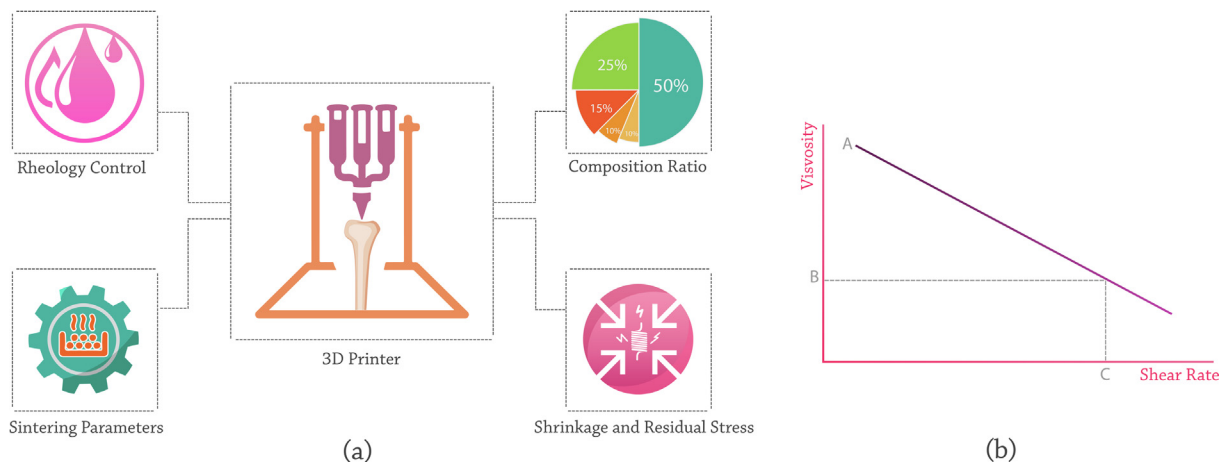 Rheology Control
Sintering Parameters
3D Printer
25%
50%
15%
10%
10%
Composition Ratio
Shrinkage and Residual Stress
(a)
Visvosity
A
B
C
Shear Rate
(b)